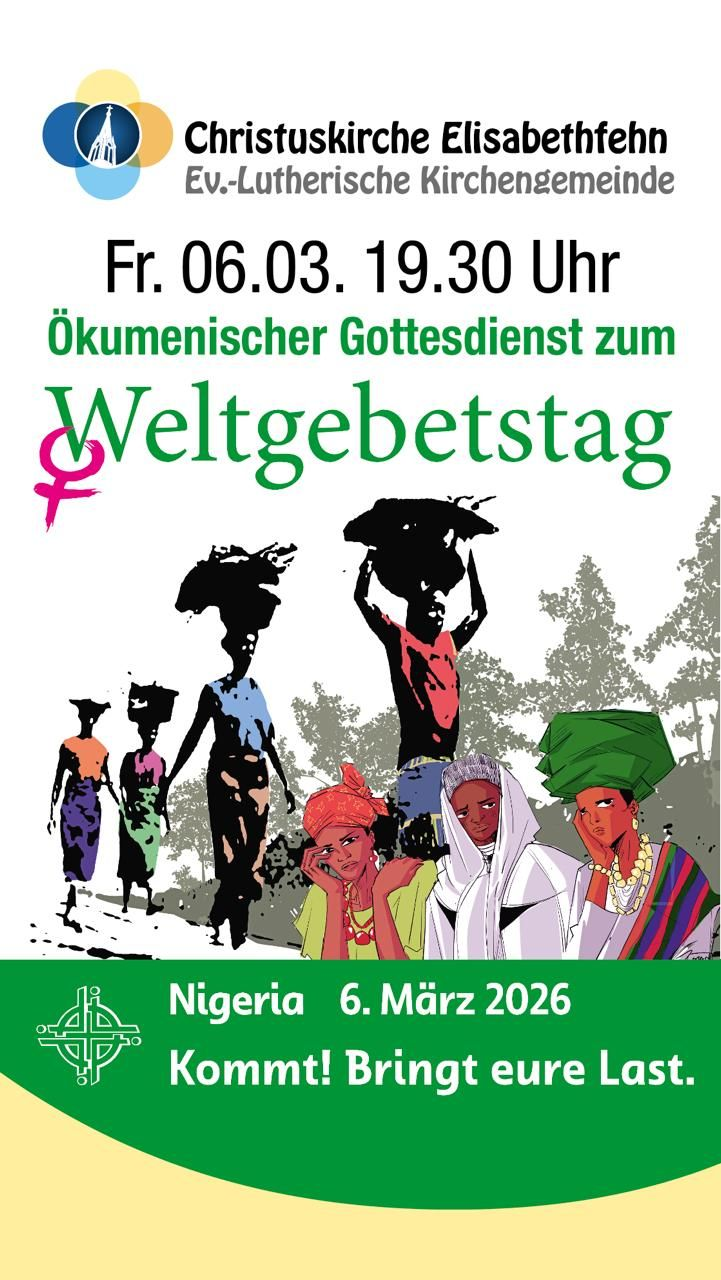 Christuskirche Elisabethfehn
Ev.-Lutherische Kirchengemeinde
Fr. 06.03. 19.30 Uhr
Ökumenischer Gottesdienst zum
Weltgebetstag
Nigeria 6. März 2026
Kommt! Bringt eure Last.